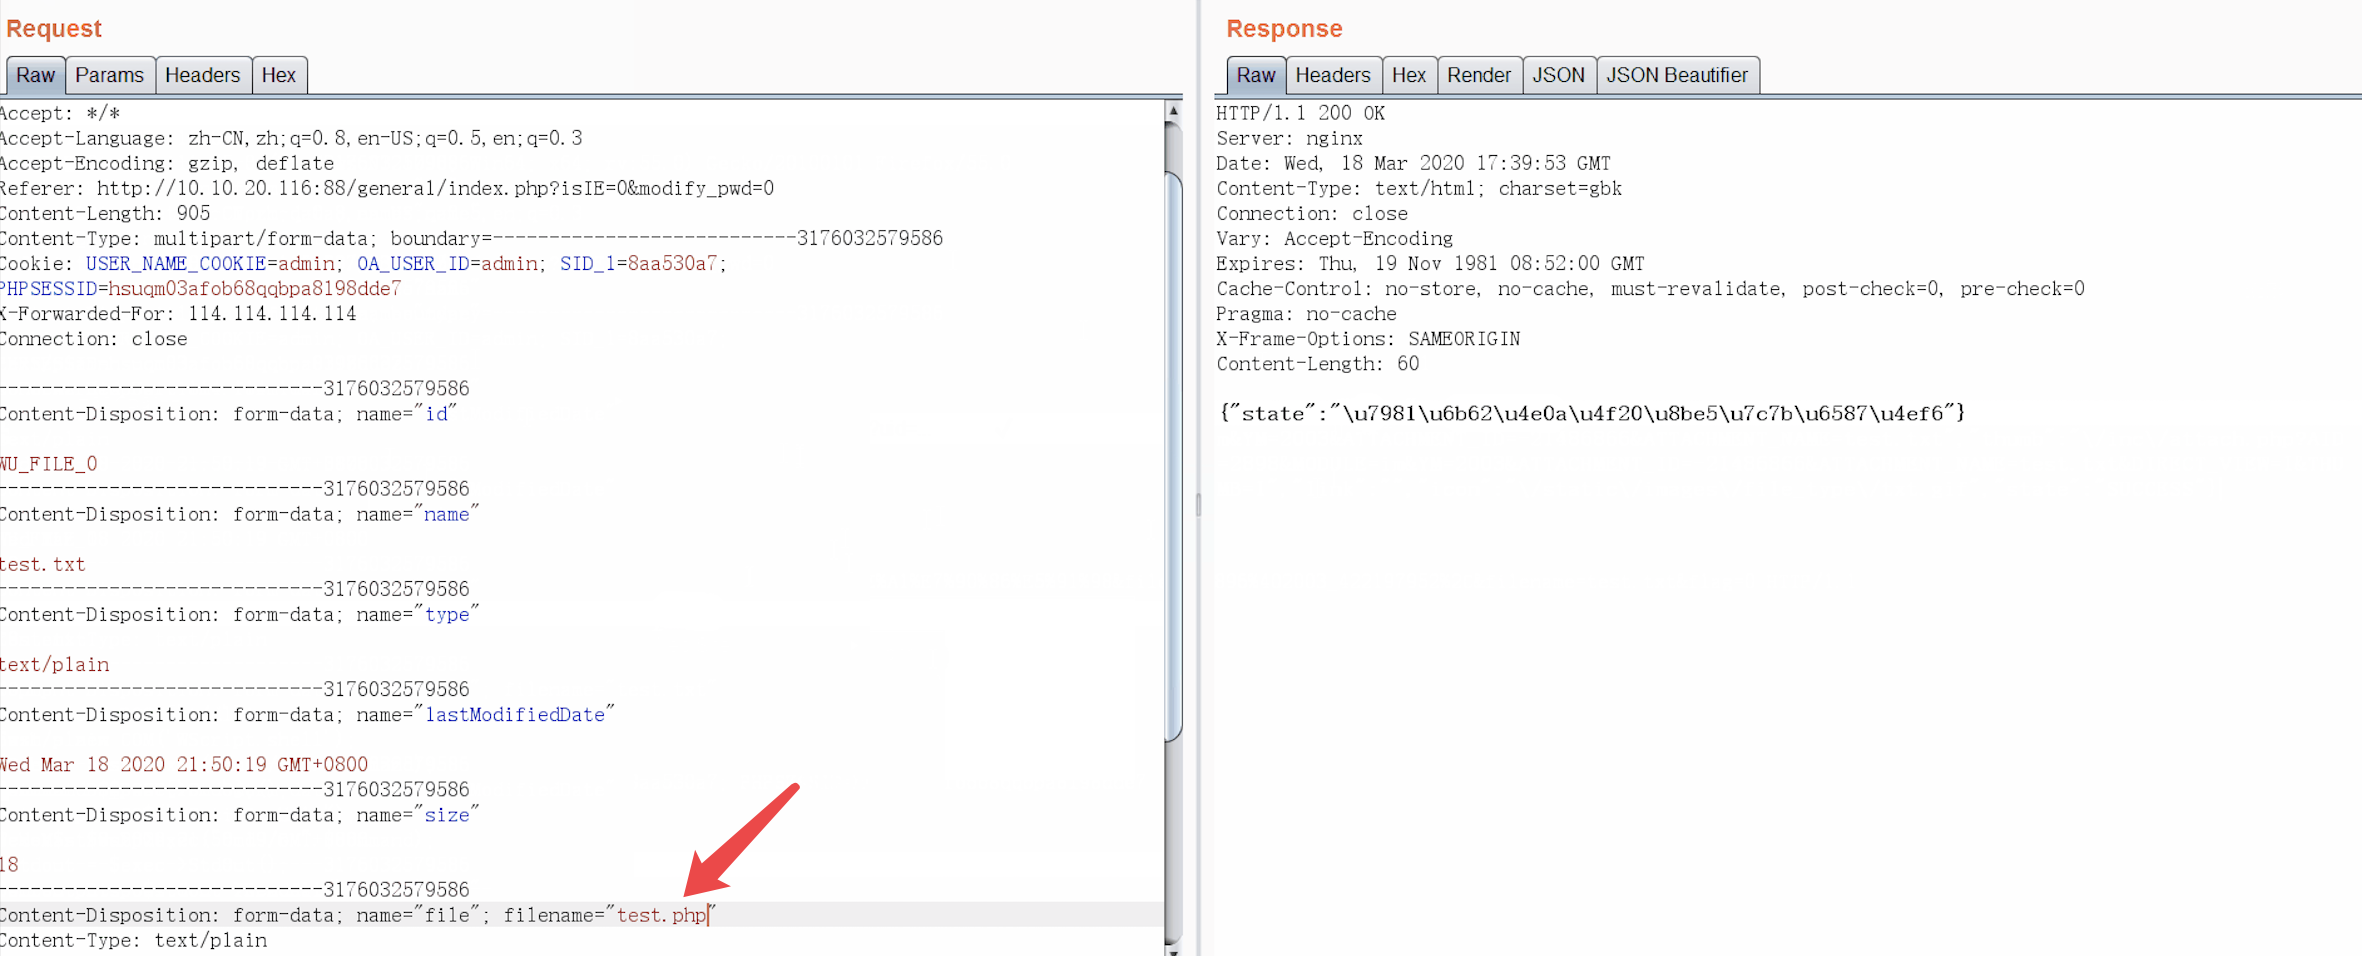 Request
Raw Params Headers Hex
Accept: */*
Accept-Language: zh-CN,zh;q=0.8,en-US;q=0.5,en;q=0.3
Accept-Encoding: gzip, deflate
Referer: http://10.10.20.116:88/general/index.php?isIE=0&modify_pwd=0
Content-Length: 905
Content-Type: multipart/form-data; boundary=---------------------------3176032579586
Cookie: USER_NAME_COOKIE=admin; OA_USER_ID=admin; SID_1=8aa530a7;
PHPSESSID=hsuqm03afob68qqbpa8198dde7
X-Forwarded-For: 114.114.114.114
Connection: close
-----------------------------3176032579586
Content-Disposition: form-data; name="id"
WU_FILE_0
-----------------------------3176032579586
Content-Disposition: form-data; name="name"
test.txt
-----------------------------3176032579586
Content-Disposition: form-data; name="type"
text/plain
-----------------------------3176032579586
Content-Disposition: form-data; name="lastModifiedDate"
Wed Mar 18 2020 21:50:19 GMT+0800
-----------------------------3176032579586
Content-Disposition: form-data; name="size"
18
-----------------------------3176032579586
Content-Disposition: form-data; name="file"; filename="test.php"
Content-Type: text/plain
Response
Raw Headers Hex Render JSON JSON Beautifier
HTTP/1.1 200 OK
Server: nginx
Date: Wed, 18 Mar 2020 17:39:53 GMT
Content-Type: text/html; charset=gbk
Connection: close
Vary: Accept-Encoding
Expires: Thu, 19 Nov 1981 08:52:00 GMT
Cache-Control: no-store, no-cache, must-revalidate, post-check=0, pre-check=0
Pragma: no-cache
X-Frame-Options: SAMEORIGIN
Content-Length: 60
{"state":"\u7981\u6b62\u4e0a\u4f20\u8be5\u7c7b\u6587\u4ef6"}